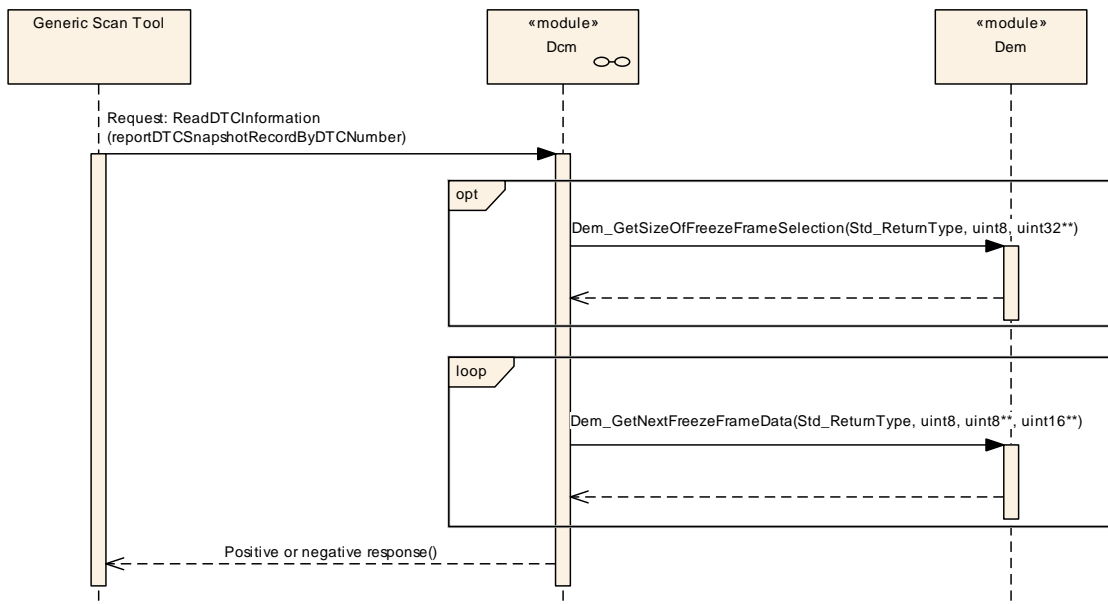 Generic Scan Tool
«module»
Dcm
«module»
Dem
Request: ReadDTCInformation
(reportDTCSnapshotRecordByDTCNumber)
opt
Dem_GetSizeOfFreezeFrameSelection(Std_ReturnType, uint8, uint32**)
loop
Dem_GetNextFreezeFrameData(Std_ReturnType, uint8, uint8**, uint16**)
Positive or negative response()